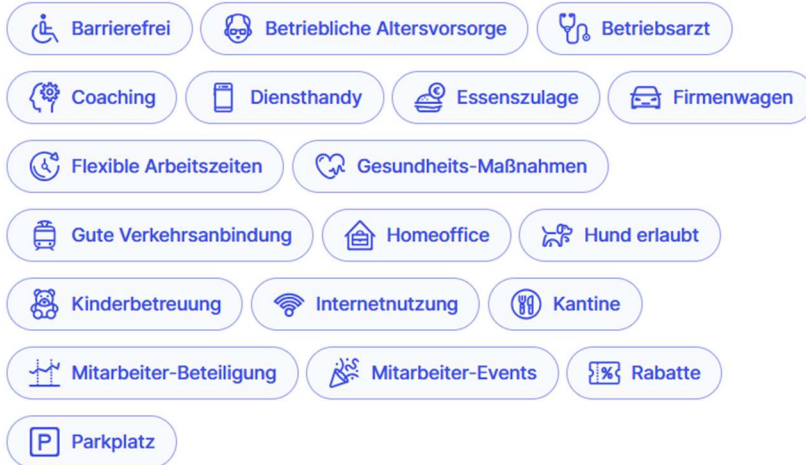 Barrierefrei Betriebliche Altersvorsorge Betriebsarzt
Coaching Diensthandy Essenszulage Firmenwagen
Flexible Arbeitszeiten Gesundheits-Maßnahmen
Gute Verkehrsanbindung Homeoffice Hund erlaubt
Kinderbetreuung Internetnutzung Kantine
Mitarbeiter-Beteiligung Mitarbeiter-Events Rabatte
P Parkplatz